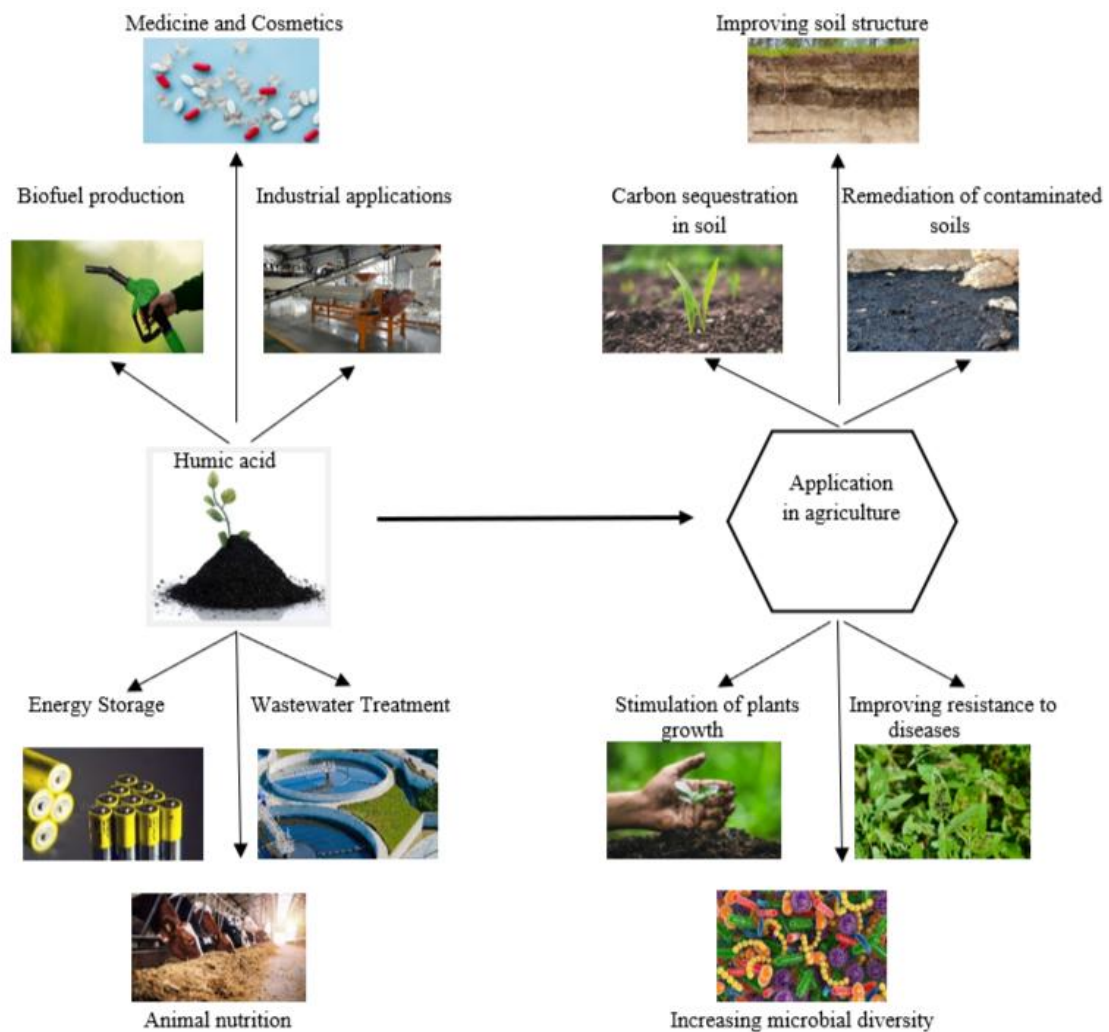 Medicine and Cosmetics
Improving soil structure
Biofuel production
Industrial applications
Carbon sequestration
in soil
Remediation of contaminated
soils
Humic acid
Application
in agriculture
Energy Storage
Wastewater Treatment
Stimulation of plants
growth
Improving resistance to
diseases
Animal nutrition
Increasing microbial diversity